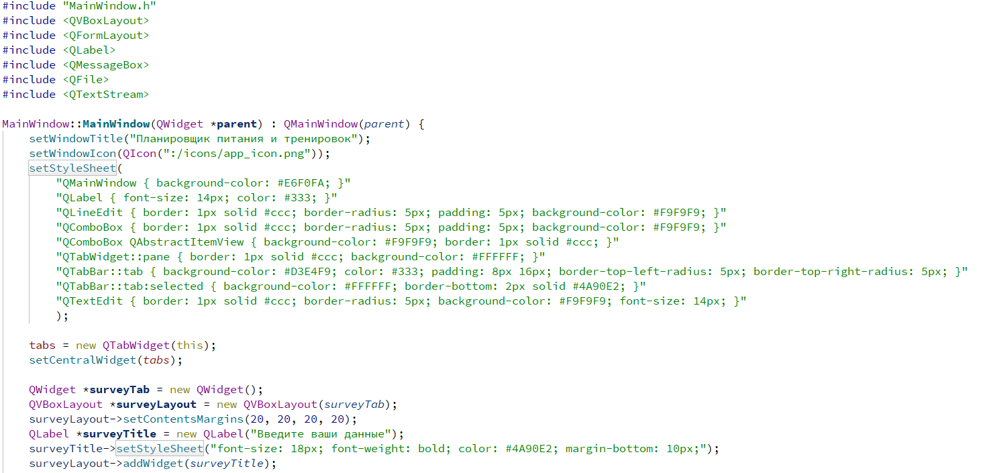 #include "MainWindow.h"
#include <QVBoxLayout>
#include <QFormLayout>
#include <QLabel>
#include <QMessageBox>
#include <QFile>
#include <QTextStream>

MainWindow::MainWindow(QWidget *parent) : QMainWindow(parent) {
    setWindowTitle("Планировщик питания и тренировок");
    setWindowIcon(QIcon(":/icons/app_icon.png"));
    setStyleSheet(
        "QMainWindow { background-color: #E6F0FA; }"
        "QLabel { font-size: 14px; color: #333; }"
        "QLineEdit { border: 1px solid #ccc; border-radius: 5px; padding: 5px; background-color: #F9F9F9; }"
        "QComboBox { border: 1px solid #ccc; border-radius: 5px; padding: 5px; background-color: #F9F9F9; }"
        "QComboBox QAbstractItemView { background-color: #F9F9F9; border: 1px solid #ccc; }"
        "QTabWidget::pane { border: 1px solid #ccc; background-color: #FFFFFF; }"
        "QTabBar::tab { background-color: #D3E4F9; color: #333; padding: 8px 16px; border-top-left-radius: 5px; border-top-right-radius: 5px; }"
        "QTabBar::tab:selected { background-color: #FFFFFF; border-bottom: 2px solid #4A90E2; }"
        "QTextEdit { border: 1px solid #ccc; border-radius: 5px; background-color: #F9F9F9; font-size: 14px; }"
        );

    tabs = new QTabWidget(this);
    setCentralWidget(tabs);

    QWidget *surveyTab = new QWidget();
    QVBoxLayout *surveyLayout = new QVBoxLayout(surveyTab);
    surveyLayout->setContentsMargins(20, 20, 20, 20);
    QLabel *surveyTitle = new QLabel("Введите ваши данные");
    surveyTitle->setStyleSheet("font-size: 18px; font-weight: bold; color: #4A90E2; margin-bottom: 10px;");
    surveyLayout->addWidget(surveyTitle);